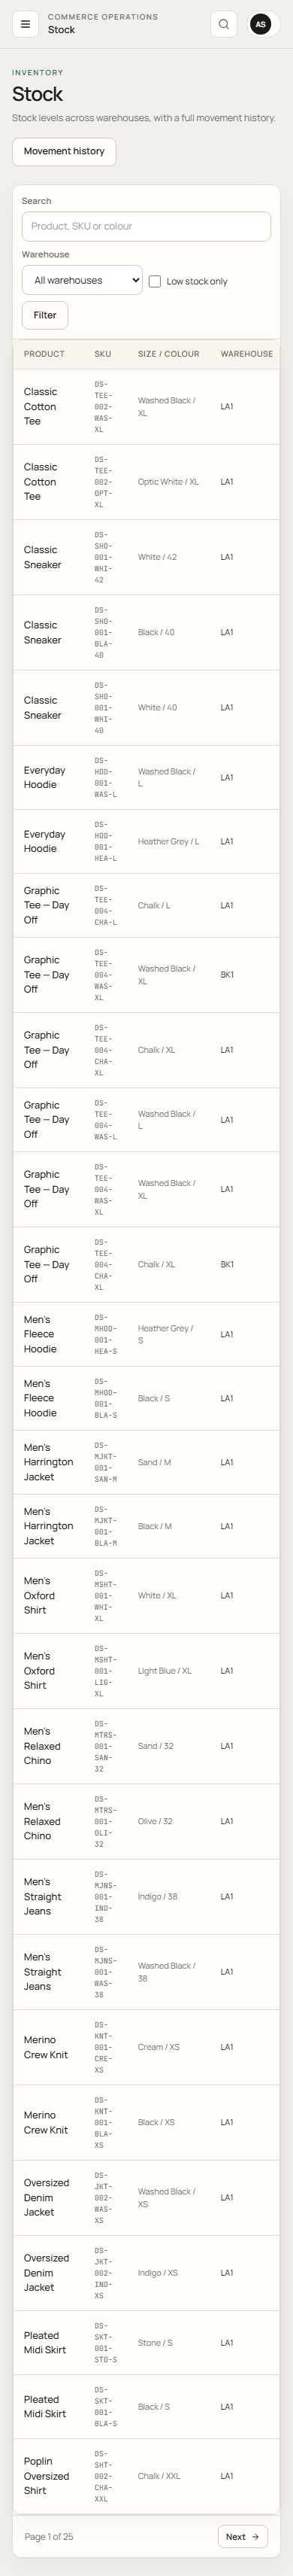 COMMERCE OPERATIONS
Stock
AS
INVENTORY
Stock
Stock levels across warehouses, with a full movement history.
Movement history
Search
Product, SKU or colour
Warehouse
All warehouses
Low stock only
Filter
PRODUCT SKU SIZE / COLOUR WAREHOUSE
Classic Cotton Tee DS-TEE-002-WAS-XL Washed Black / XL LA1
Classic Cotton Tee DS-TEE-002-OPT-XL Optic White / XL LA1
Classic Sneaker DS-SHO-001-WHI-42 White / 42 LA1
Classic Sneaker DS-SHO-001-BLA-40 Black / 40 LA1
Classic Sneaker DS-SHO-001-WHI-40 White / 40 LA1
Everyday Hoodie DS-HOD-001-WAS-L Washed Black / L LA1
Everyday Hoodie DS-HOD-001-HEA-L Heather Grey / L LA1
Graphic Tee — Day Off DS-TEE-004-CHA-L Chalk / L LA1
Graphic Tee — Day Off DS-TEE-004-WAS-XL Washed Black / XL BK1
Graphic Tee — Day Off DS-TEE-004-CHA-XL Chalk / XL LA1
Graphic Tee — Day Off DS-TEE-004-WAS-L Washed Black / L LA1
Graphic Tee — Day Off DS-TEE-004-WAS-XL Washed Black / XL LA1
Graphic Tee — Day Off DS-TEE-004-CHA-XL Chalk / XL BK1
Men's Fleece Hoodie DS-MHOD-001-HEA-S Heather Grey / S LA1
Men's Fleece Hoodie DS-MHOD-001-BLA-S Black / S LA1
Men's Harrington Jacket DS-MJKT-001-SAN-M Sand / M LA1
Men's Harrington Jacket DS-MJKT-001-BLA-M Black / M LA1
Men's Oxford Shirt DS-MSHT-001-WHI-XL White / XL LA1
Men's Oxford Shirt DS-MSHT-001-LIG-XL Light Blue / XL LA1
Men's Relaxed Chino DS-MTRS-001-SAN-32 Sand / 32 LA1
Men's Relaxed Chino DS-MTRS-001-OLI-32 Olive / 32 LA1
Men's Straight Jeans DS-MJNS-001-IND-38 Indigo / 38 LA1
Men's Straight Jeans DS-MJNS-001-WAS-38 Washed Black / 38 LA1
Merino Crew Knit DS-KNT-001-CRE-XS Cream / XS LA1
Merino Crew Knit DS-KNT-001-BLA-XS Black / XS LA1
Oversized Denim Jacket DS-JKT-002-WAS-XS Washed Black / XS LA1
Oversized Denim Jacket DS-JKT-002-IND-XS Indigo / XS LA1
Pleated Midi Skirt DS-SKT-001-STO-S Stone / S LA1
Pleated Midi Skirt DS-SKT-001-BLA-S Black / S LA1
Poplin Oversized Shirt DS-SHT-002-CHA-XXL Chalk / XXL LA1
Page 1 of 25
Next →